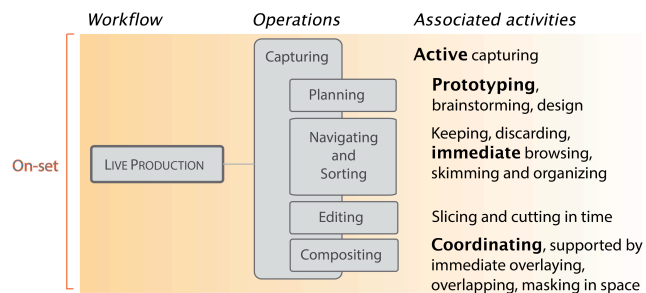 Workflow Operations Associated activities
Capturing Active capturing
Planning Prototyping,
brainstorming, design
On-set LIVE PRODUCTION Navigating
and
Sorting Keeping, discarding,
immediate browsing,
skimming and organizing
Editing Slicing and cutting in time
Compositing Coordinating, supported by
immediate overlaying,
overlapping, masking in space